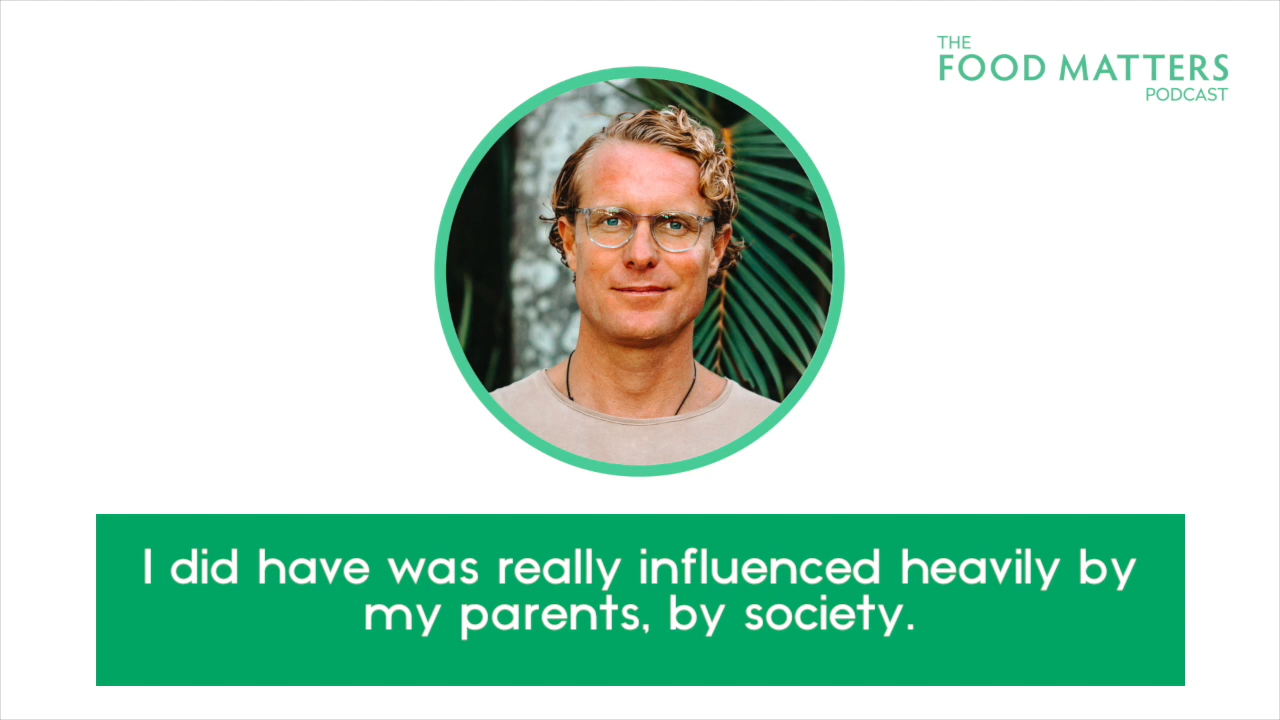 THE
FOOD MATTERS
PODCAST
I did have was really influenced heavily by
my parents, by society.